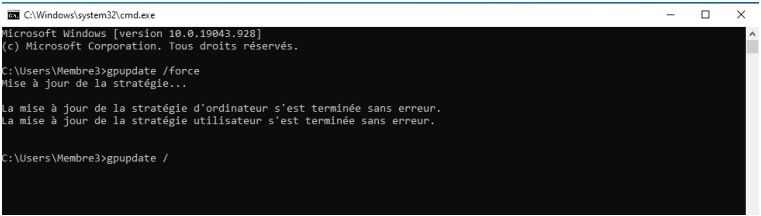 C:\Windows\system32\cmd.exe
Microsoft Windows [version 10.0.19043.928]
(c) Microsoft Corporation. Tous droits réservés.
C:\Users\Membre3>gpupdate /force
Mise à jour de la stratégie...
La mise à jour de la stratégie d'ordinateur s'est terminée sans erreur.
La mise à jour de la stratégie utilisateur s'est terminée sans erreur.
C:\Users\Membre3>gpupdate /